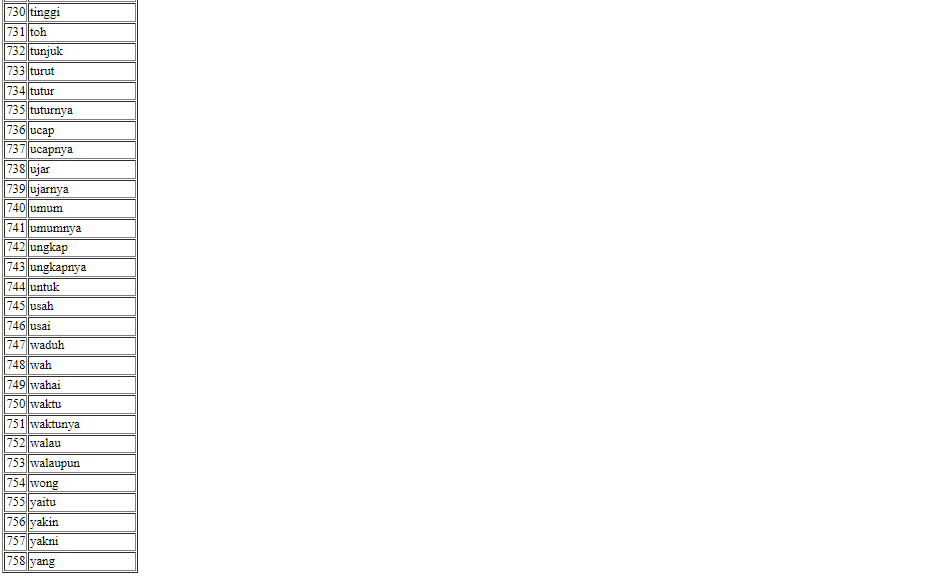 730 tinggi
731 toh
732 tunjuk
733 turut
734 tutur
735 tuturnya
736 ucap
737 ucapnya
738 ujar
739 ujarnya
740 umum
741 umumnya
742 ungkap
743 ungkapnya
744 untuk
745 usah
746 usai
747 waduh
748 wah
749 wahai
750 waktu
751 waktunya
752 walau
753 walaupun
754 wong
755 yaitu
756 yakin
757 yakni
758 yang